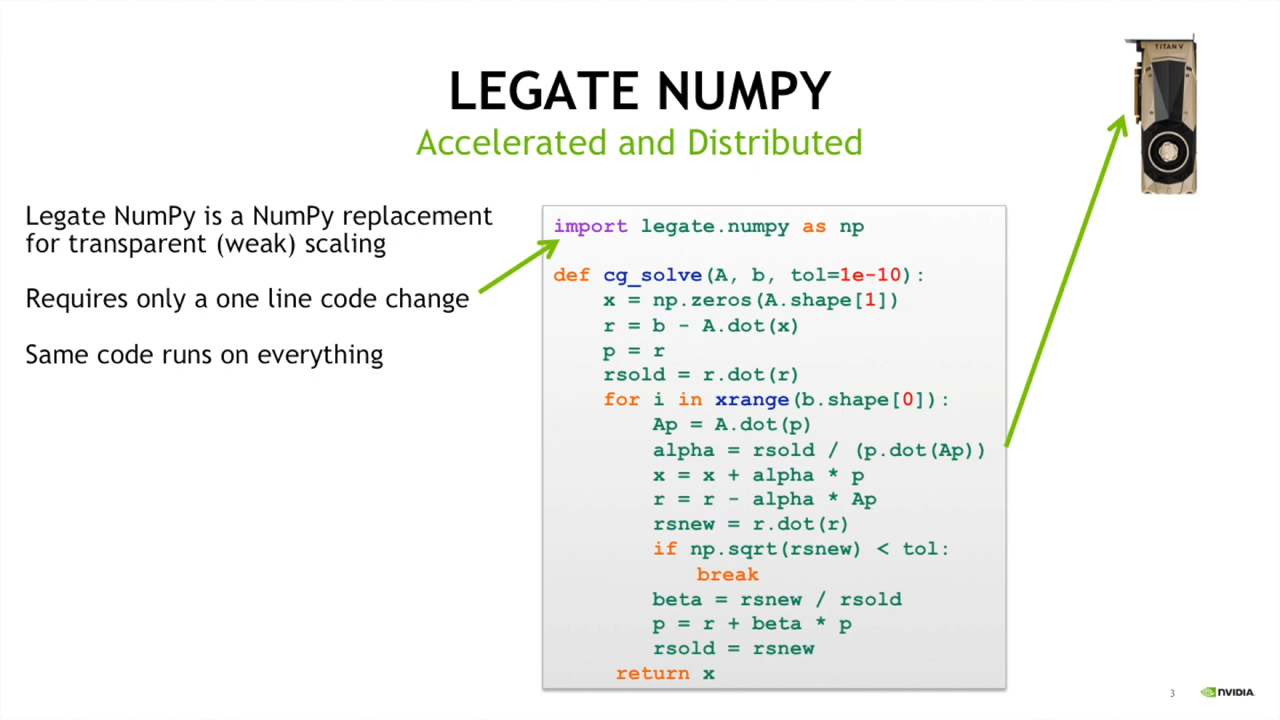 LEGATE NUMPY
Accelerated and Distributed
TITAN V
Legate NumPy is a NumPy replacement
for transparent (weak) scaling
Requires only a one line code change
Same code runs on everything
import legate.numpy as np
def cg_solve(A, b, tol=1e-10):
    x = np.zeros(A.shape[1])
    r = b - A.dot(x)
    p = r
    rsold = r.dot(r)
    for i in xrange(b.shape[0]):
        Ap = A.dot(p)
        alpha = rsold / (p.dot(Ap))
        x = x + alpha * p
        r = r - alpha * Ap
        rsnew = r.dot(r)
        if np.sqrt(rsnew) < tol:
            break
        beta = rsnew / rsold
        p = r + beta * p
        rsold = rsnew
     return x
3
NVIDIA.